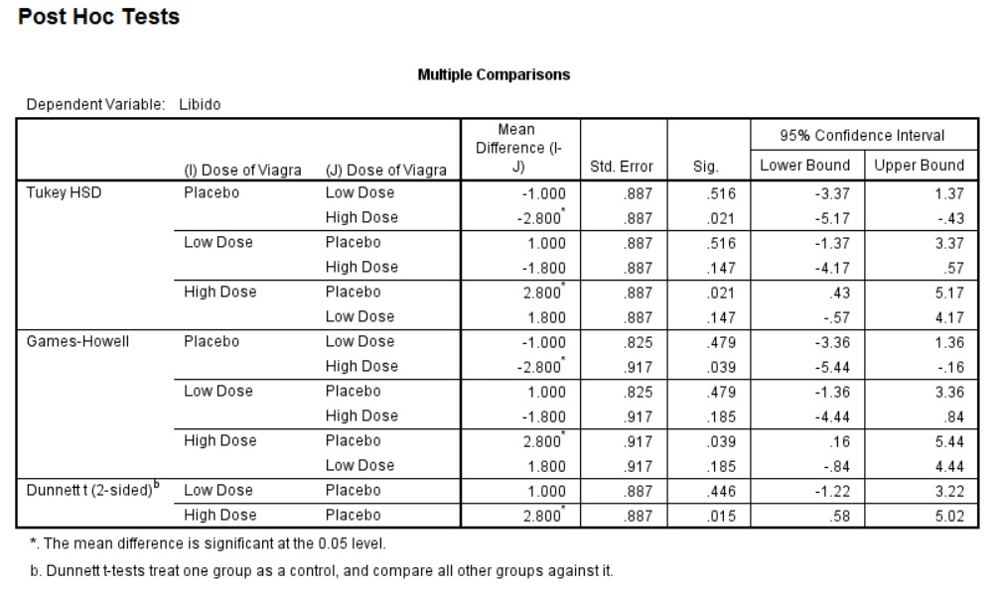 Post Hoc Tests
Multiple Comparisons
Dependent Variable: Libido
(I) Dose of Viagra (J) Dose of Viagra Mean Difference (I-J) Std. Error Sig. 95% Confidence Interval Lower Bound Upper Bound
Tukey HSD Placebo Low Dose -1.000 .887 .516 -3.37 1.37
High Dose -2.800* .887 .021 -5.17 -.43
Low Dose Placebo 1.000 .887 .516 -1.37 3.37
High Dose -1.800 .887 .147 -4.17 .57
High Dose Placebo 2.800* .887 .021 .43 5.17
Low Dose 1.800 .887 .147 -.57 4.17
Games-Howell Placebo Low Dose -1.000 .825 .479 -3.36 1.36
High Dose -2.800* .917 .039 -5.44 -.16
Low Dose Placebo 1.000 .825 .479 -1.36 3.36
High Dose -1.800 .917 .185 -4.44 .84
High Dose Placebo 2.800* .917 .039 .16 5.44
Low Dose 1.800 .917 .185 -.84 4.44
Dunnett t (2-sided)b Low Dose Placebo 1.000 .887 .446 -1.22 3.22
High Dose Placebo 2.800* .887 .015 .58 5.02
*. The mean difference is significant at the 0.05 level.
b. Dunnett t-tests treat one group as a control, and compare all other groups against it.